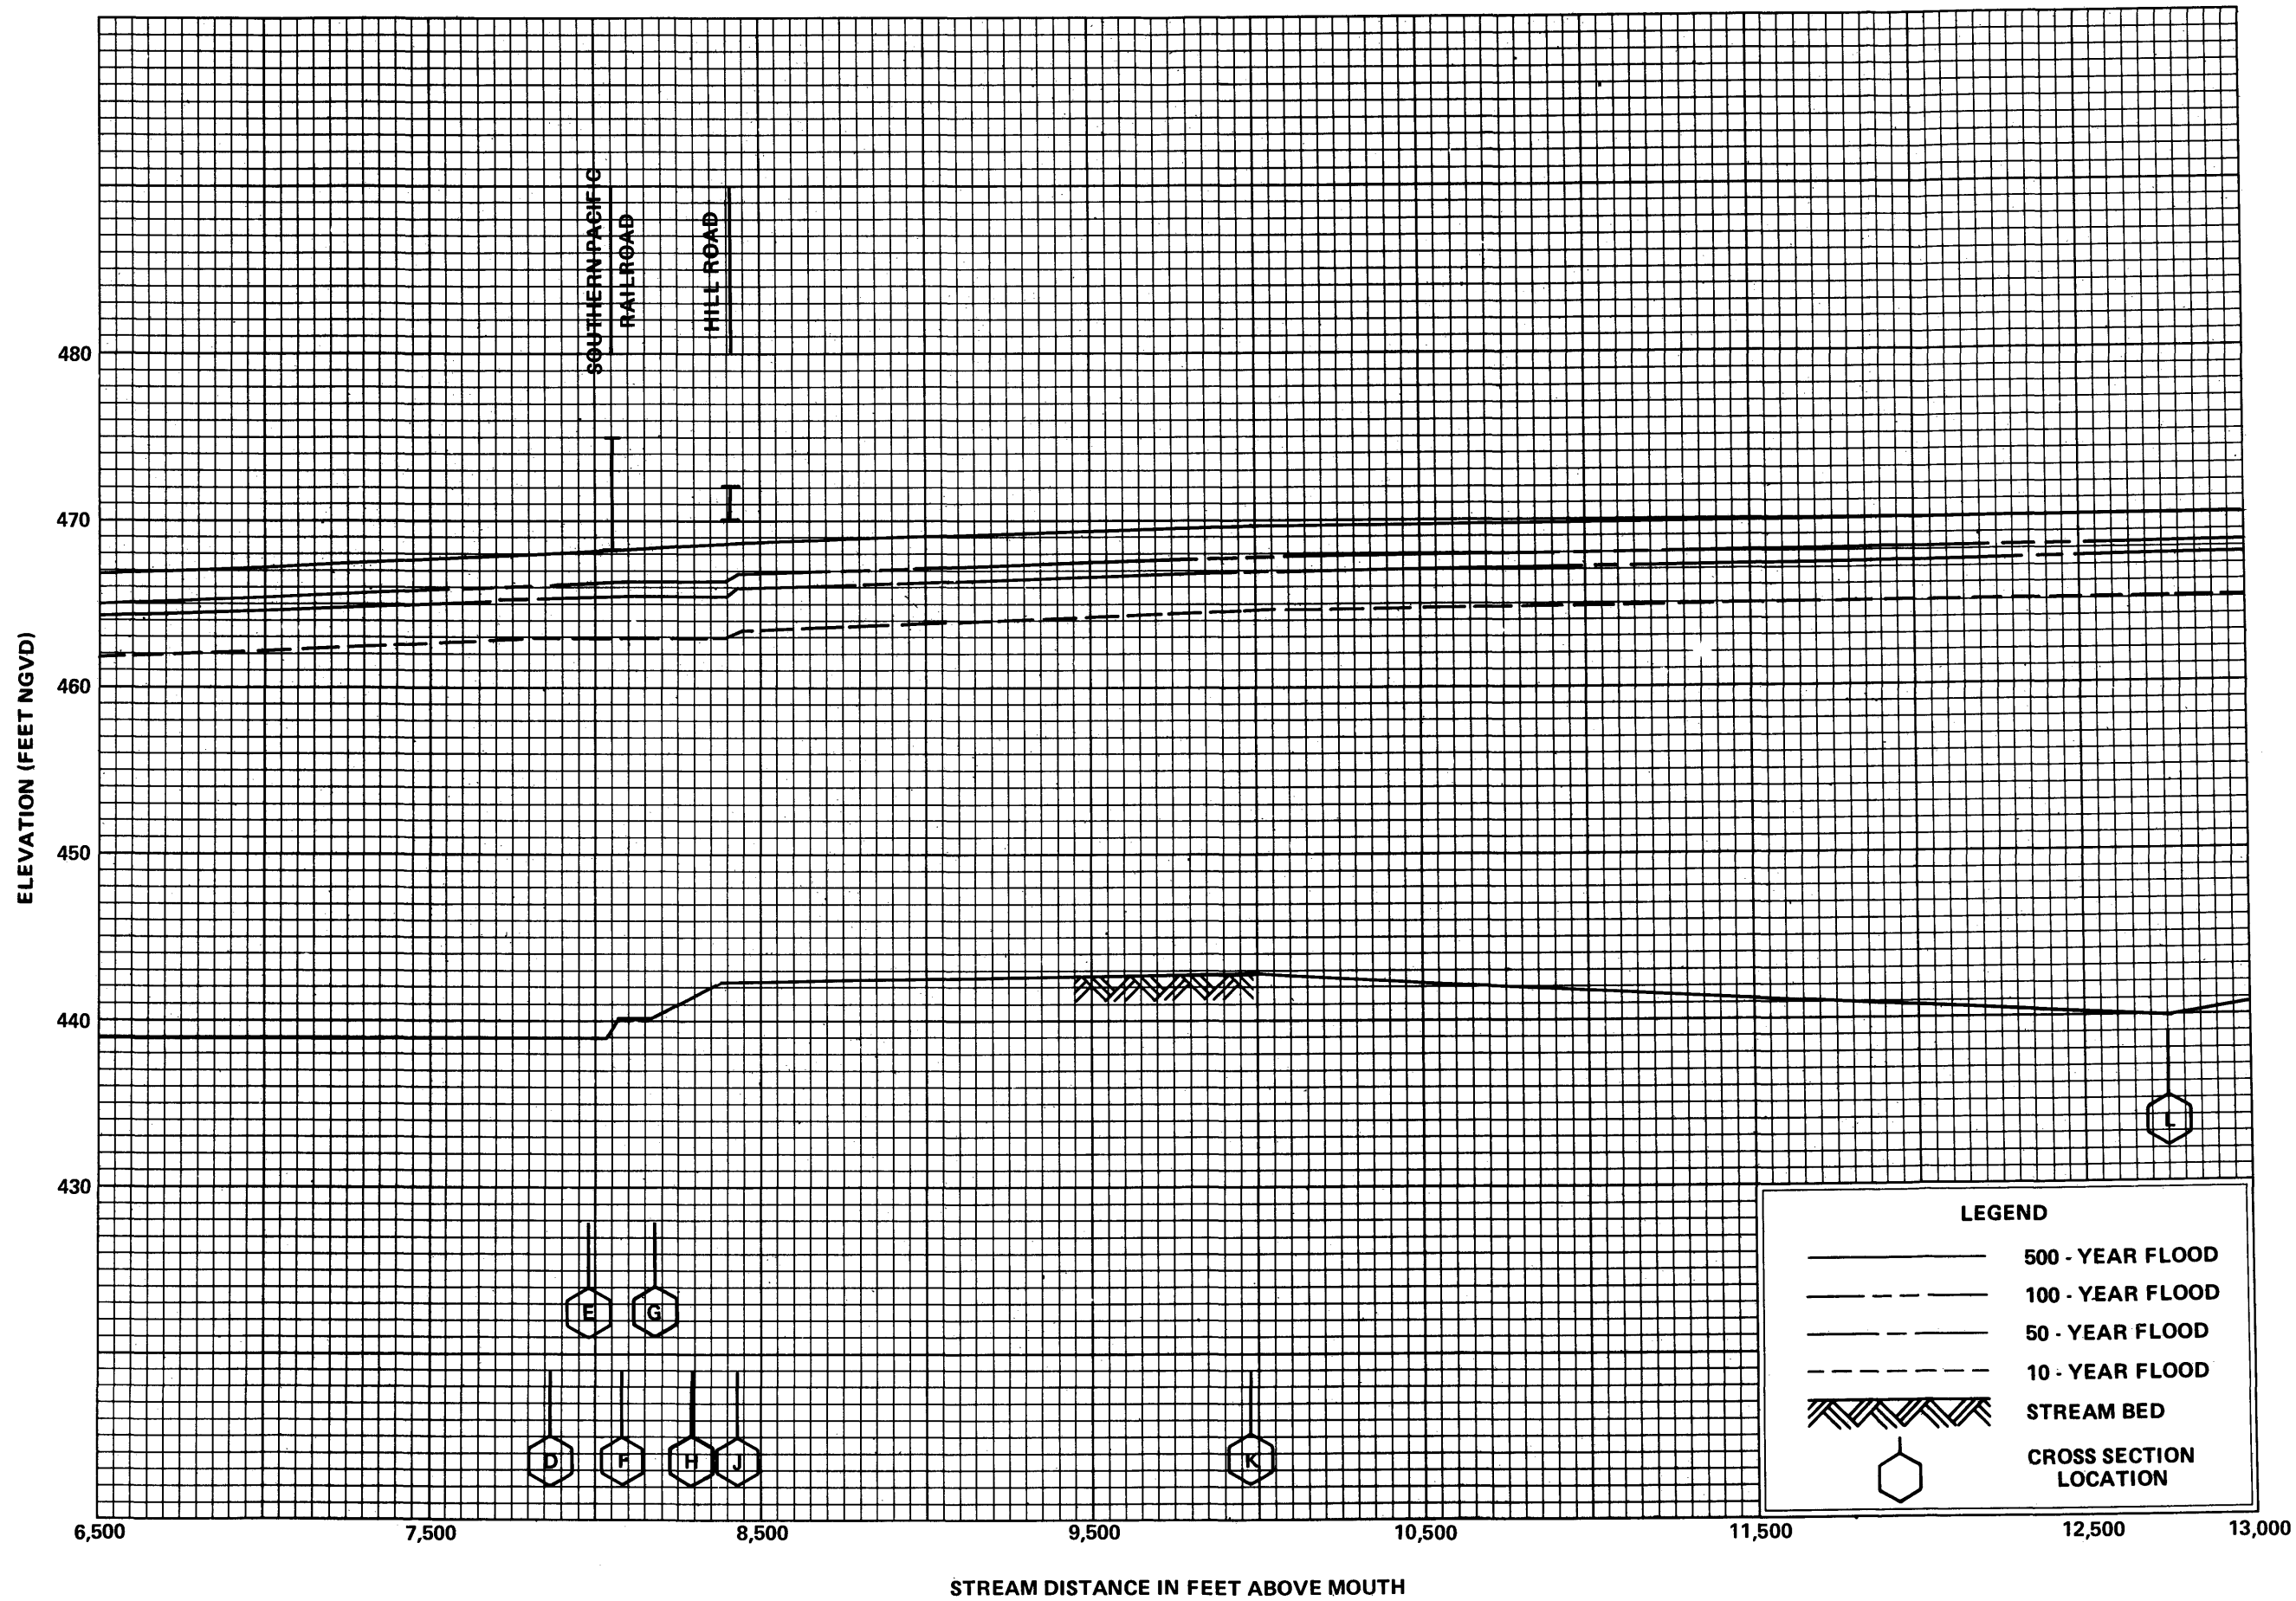 SOUTHERN PACIFIC
RAILROAD
HILL ROAD
480
470
460
450
440
430
ELEVATION (FEET NGVD)
E
G
D
F
H
J
K
L
LEGEND
500 - YEAR FLOOD
100 - YEAR FLOOD
50 - YEAR FLOOD
10 - YEAR FLOOD
STREAM BED
CROSS SECTION
LOCATION
6,500
7,500
8,500
9,500
10,500
11,500
12,500
13,000
STREAM DISTANCE IN FEET ABOVE MOUTH